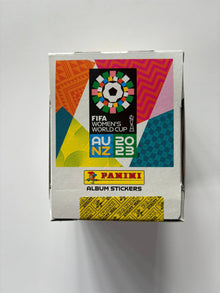 FIFA
WOMEN'S
WORLD CUP
AU 20
NZ 23
PANINI
ALBUM STICKERS